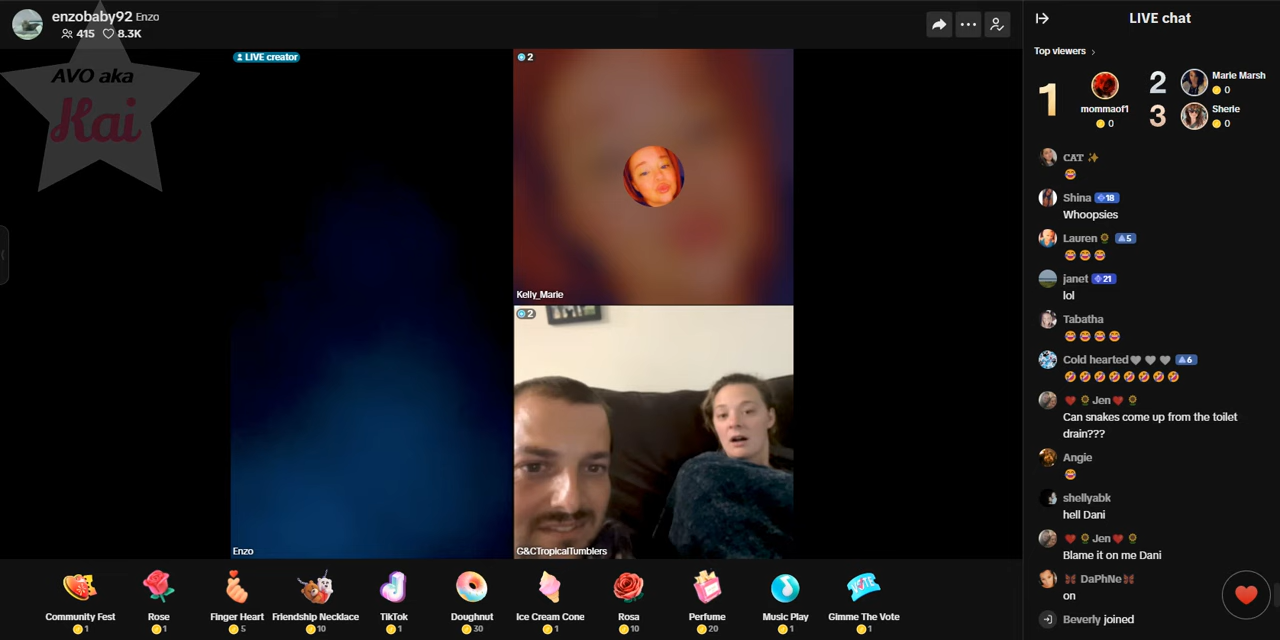 enzobaby92 Enzo
415 8.3K
AVO aka
Kai
LIVE creator
2
Kelly_Marie
2
Enzo
G&CTropicalTumblers
Community Fest
1
Rose
1
Finger Heart
5
Friendship Necklace
10
TikTok
1
Doughnut
30
Ice Cream Cone
1
Rosa
10
Perfume
20
Music Play
1
Gimme The Vote
1
LIVE chat
Top viewers
1
mommaof1
0
2
Marie Marsh
0
3
Sherie
0
CAT ✨
😂
Shina 18
Whoopsies
Lauren🌻 5
😂 😂 😂
janet 21
lol
Tabatha
😂 😂 😂 😂
Cold hearted🩶 🩶 🩶 6
🤣 🤣 🤣 🤣 🤣 🤣 🤣 🤣
❤️ 🌻 Jen❤️ 🌻
Can snakes come up from the toilet
drain???
Angie
😂
shellyabk
hell Dani
❤️ 🌻 Jen❤️ 🌻
Blame it on me Dani
🦋 DaPhNe🦋
on
Beverly joined